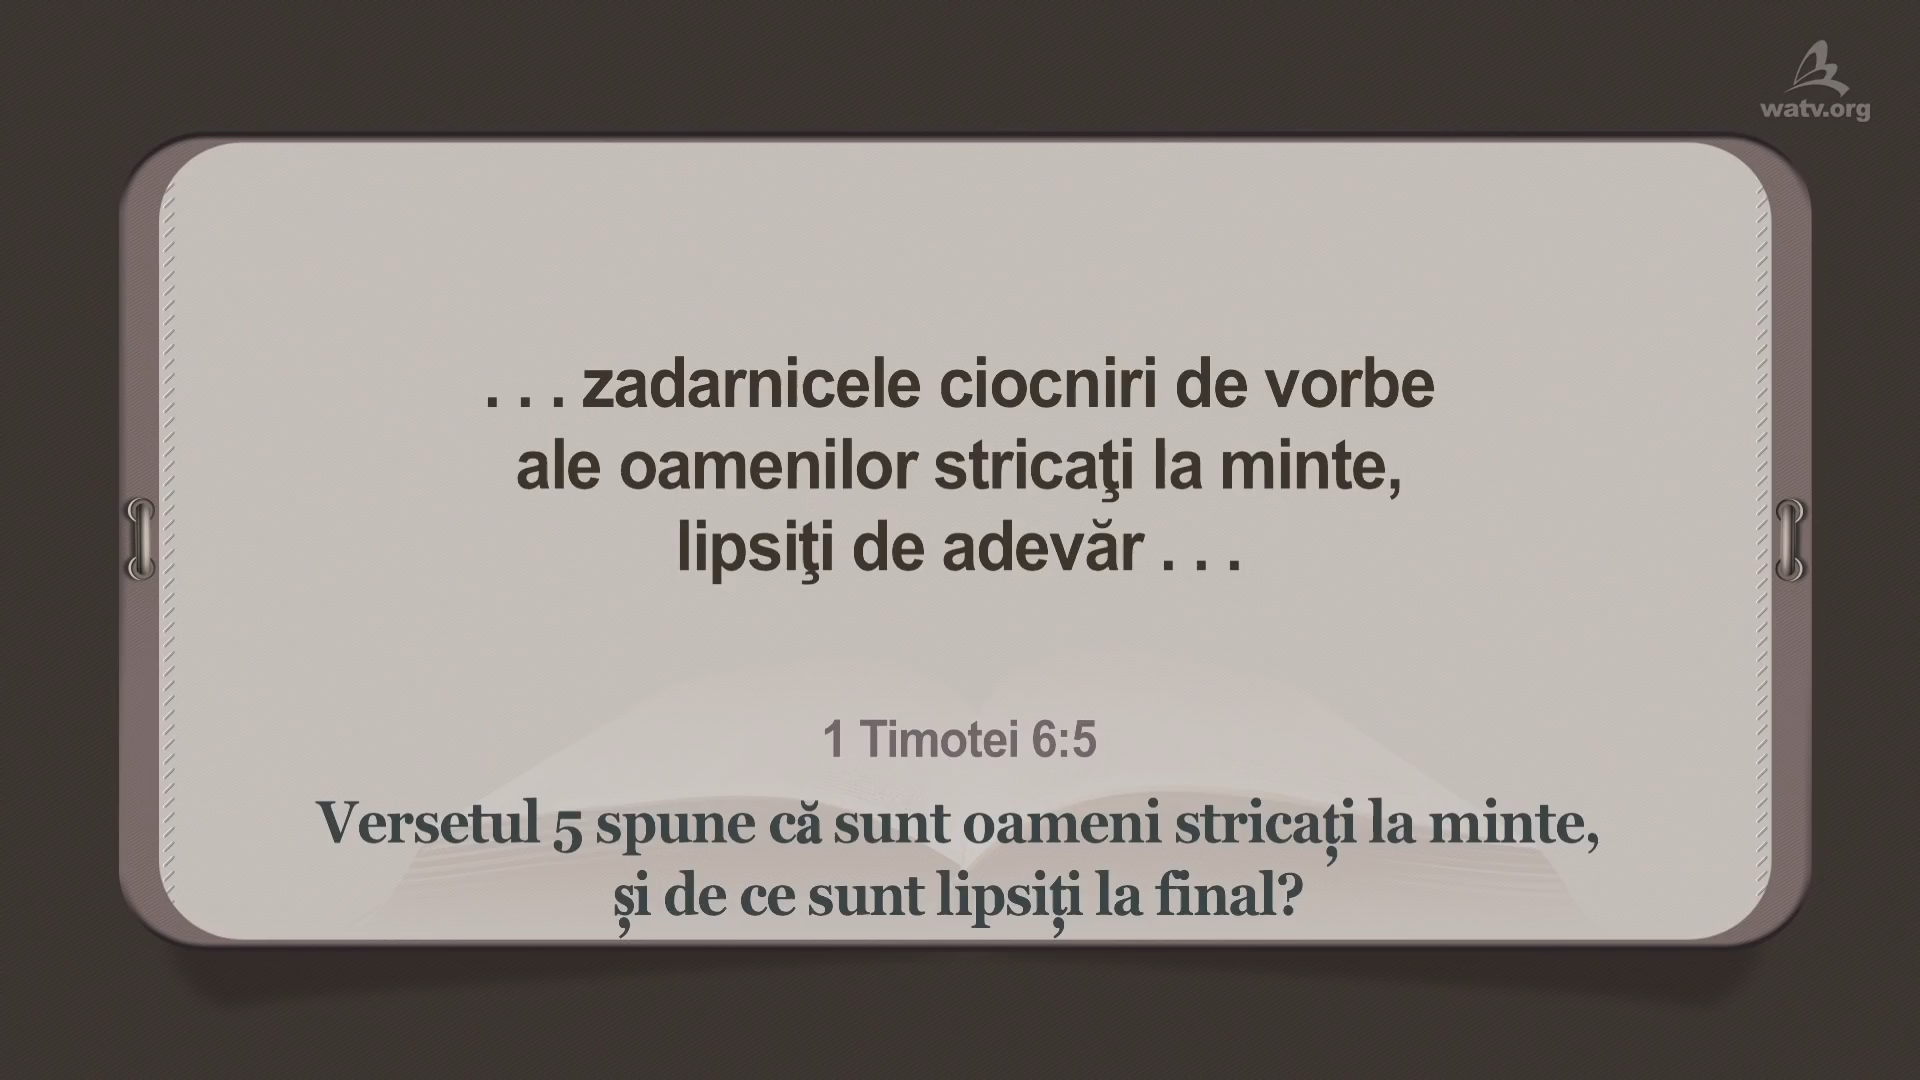 watv.org
. . . zadarnicele ciocniri de vorbe
ale oamenilor stricaţi la minte,
lipsiţi de adevăr . . .
1 Timotei 6:5
Versetul 5 spune că sunt oameni stricați la minte,
și de ce sunt lipsiți la final?